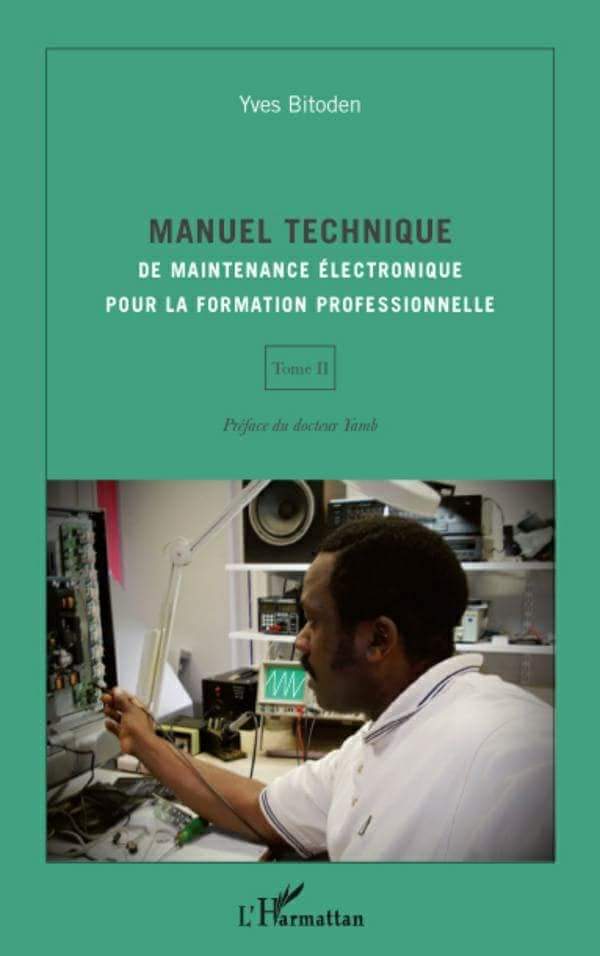 Yves Bitoden
MANUEL TECHNIQUE
DE MAINTENANCE ÉLECTRONIQUE
POUR LA FORMATION PROFESSIONNELLE
Tome II
Préface du docteur Yamb
L'Harmattan